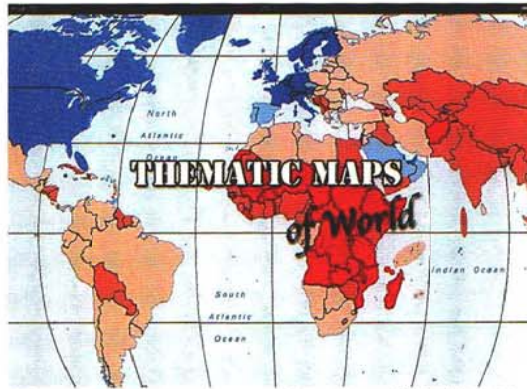 North
Atlantic
Ocean
THEMATIC MAPS
of World
Indian Ocean
South
Atlantic
Ocean